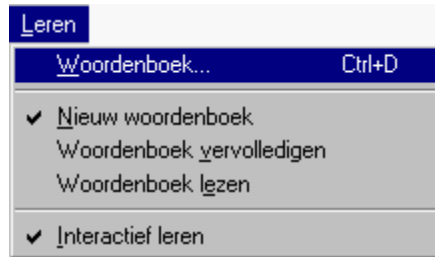 Leren
Woordenboek... Ctrl+D
Nieuw woordenboek
Woordenboek vervolledigen
Woordenboek lezen
Interactief leren